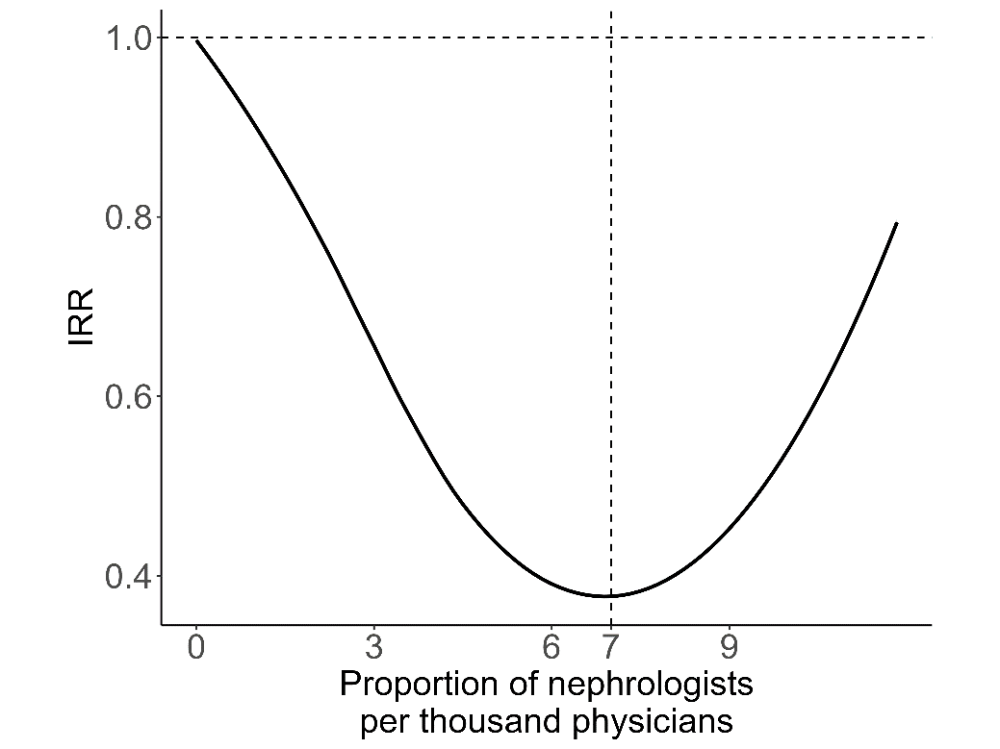 1.0
0.8
0.6
0.4
IRR
0 3 6 7 9
Proportion of nephrologists
per thousand physicians